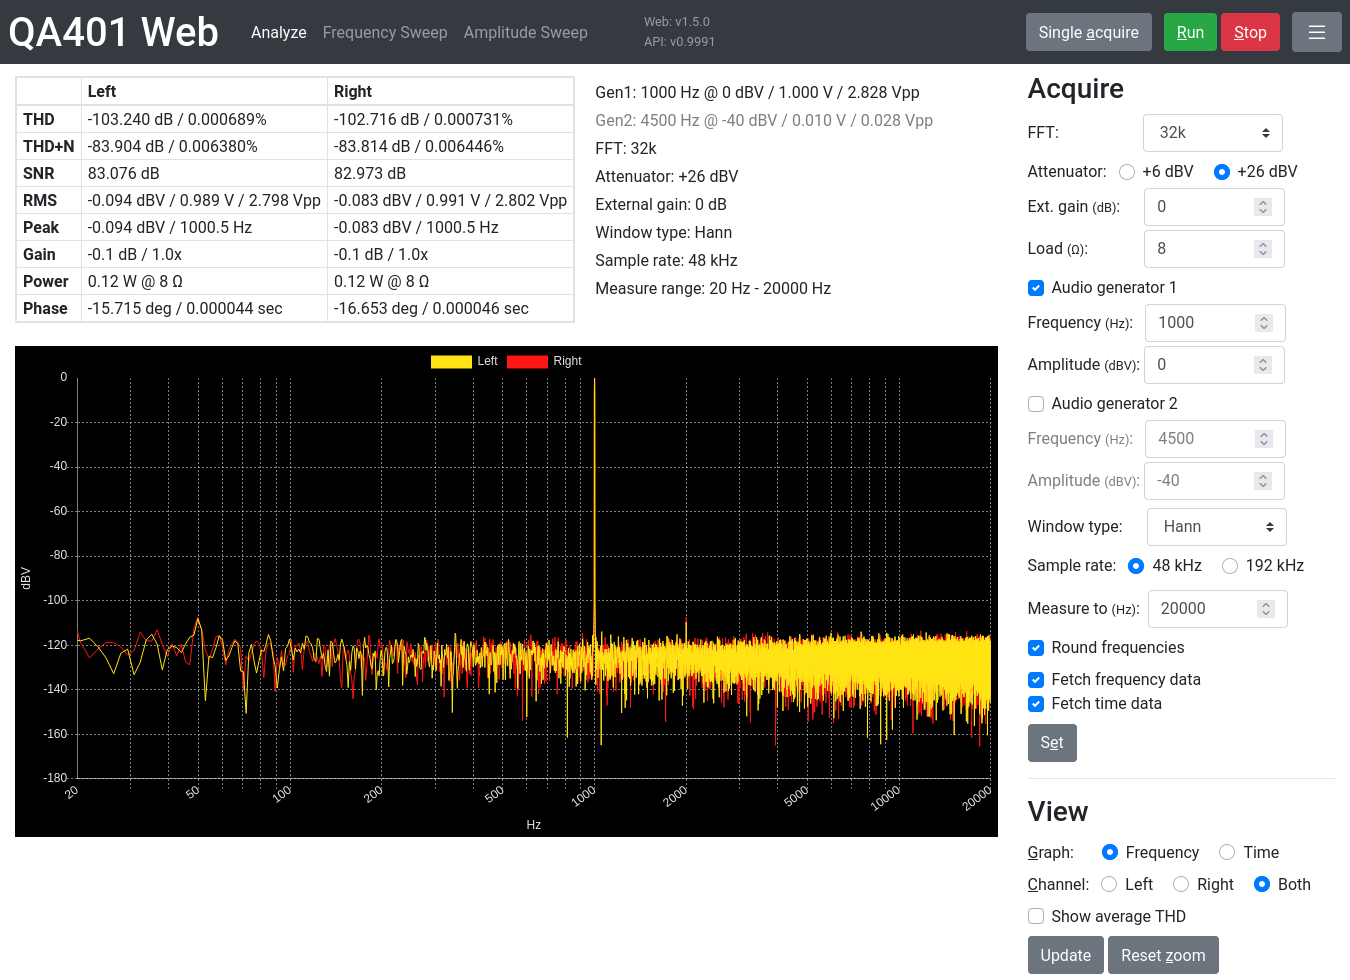 QA401 Web
Analyze Frequency Sweep Amplitude Sweep
Web: v1.5.0
API: v0.9991
Single acquire Run Stop
Left Right
THD -103.240 dB / 0.000689% -102.716 dB / 0.000731%
THD+N -83.904 dB / 0.006380% -83.814 dB / 0.006446%
SNR 83.076 dB 82.973 dB
RMS -0.094 dBV / 0.989 V / 2.798 Vpp -0.083 dBV / 0.991 V / 2.802 Vpp
Peak -0.094 dBV / 1000.5 Hz -0.083 dBV / 1000.5 Hz
Gain -0.1 dB / 1.0x -0.1 dB / 1.0x
Power 0.12 W @ 8 Ω 0.12 W @ 8 Ω
Phase -15.715 deg / 0.000044 sec -16.653 deg / 0.000046 sec
Gen1: 1000 Hz @ 0 dBV / 1.000 V / 2.828 Vpp
Gen2: 4500 Hz @ -40 dBV / 0.010 V / 0.028 Vpp
FFT: 32k
Attenuator: +26 dBV
External gain: 0 dB
Window type: Hann
Sample rate: 48 kHz
Measure range: 20 Hz - 20000 Hz
Left Right
0
-20
-40
-60
-80
-100
-120
-140
-160
-180
dBV
20 50 100 200 500 1000 2000 5000 10000 20000
Hz
Acquire
FFT: 32k
Attenuator: +6 dBV +26 dBV
Ext. gain (dB): 0
Load (Ω): 8
Audio generator 1
Frequency (Hz): 1000
Amplitude (dBV): 0
Audio generator 2
Frequency (Hz): 4500
Amplitude (dBV): -40
Window type: Hann
Sample rate: 48 kHz 192 kHz
Measure to (Hz): 20000
Round frequencies
Fetch frequency data
Fetch time data
Set
View
Graph: Frequency Time
Channel: Left Right Both
Show average THD
Update Reset zoom